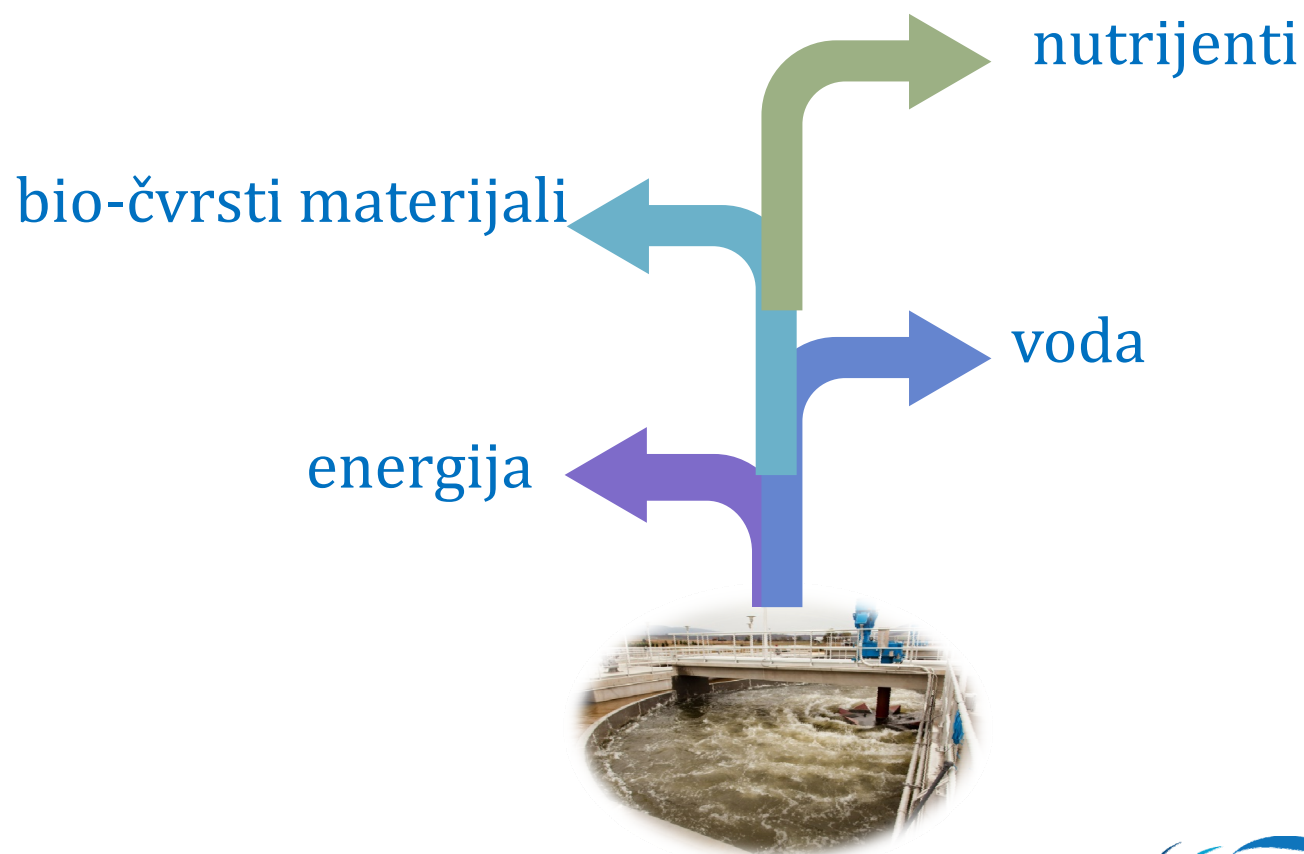 nutrijenti
bio-čvrsti materijali
voda
energija